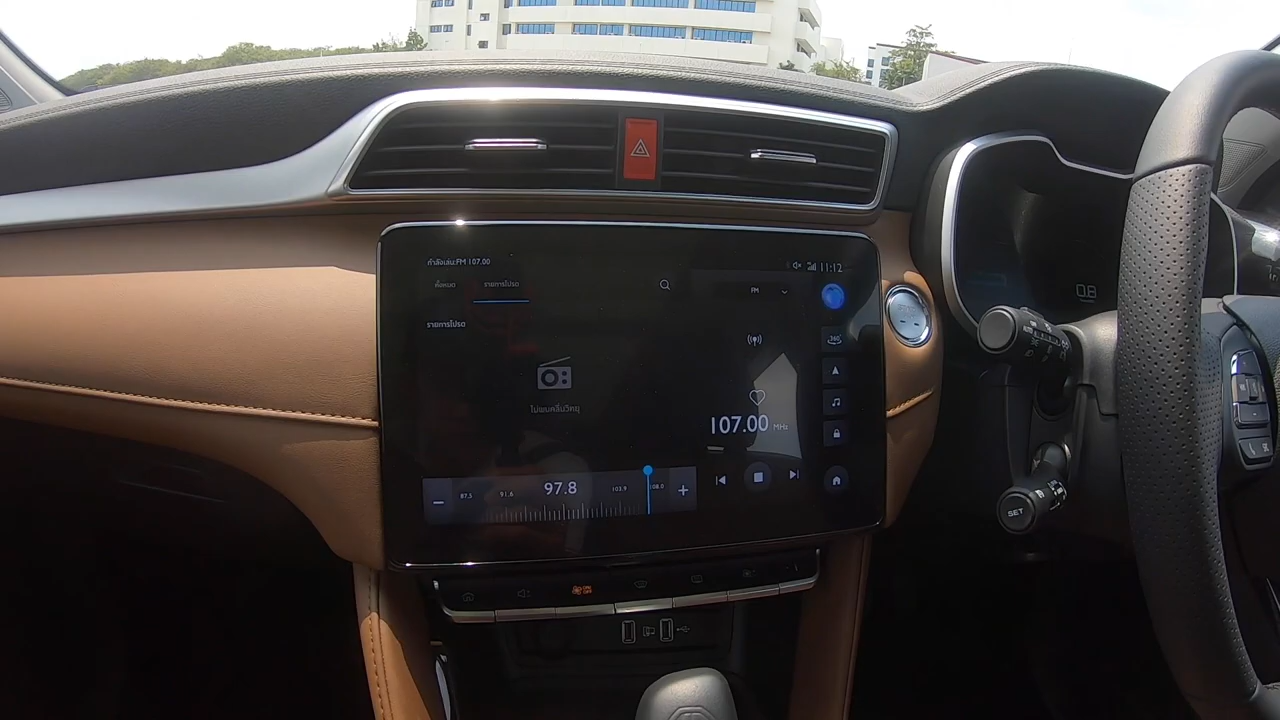 กำลังเล่น:FM 107.00
11:12
ทั้งหมด รายการโปรด
FM
รายการโปรด
360
ไม่พบคลื่นวิทยุ
107.00 MHz
87.5 91.6 97.8 103.9 108.0
0.8
SET